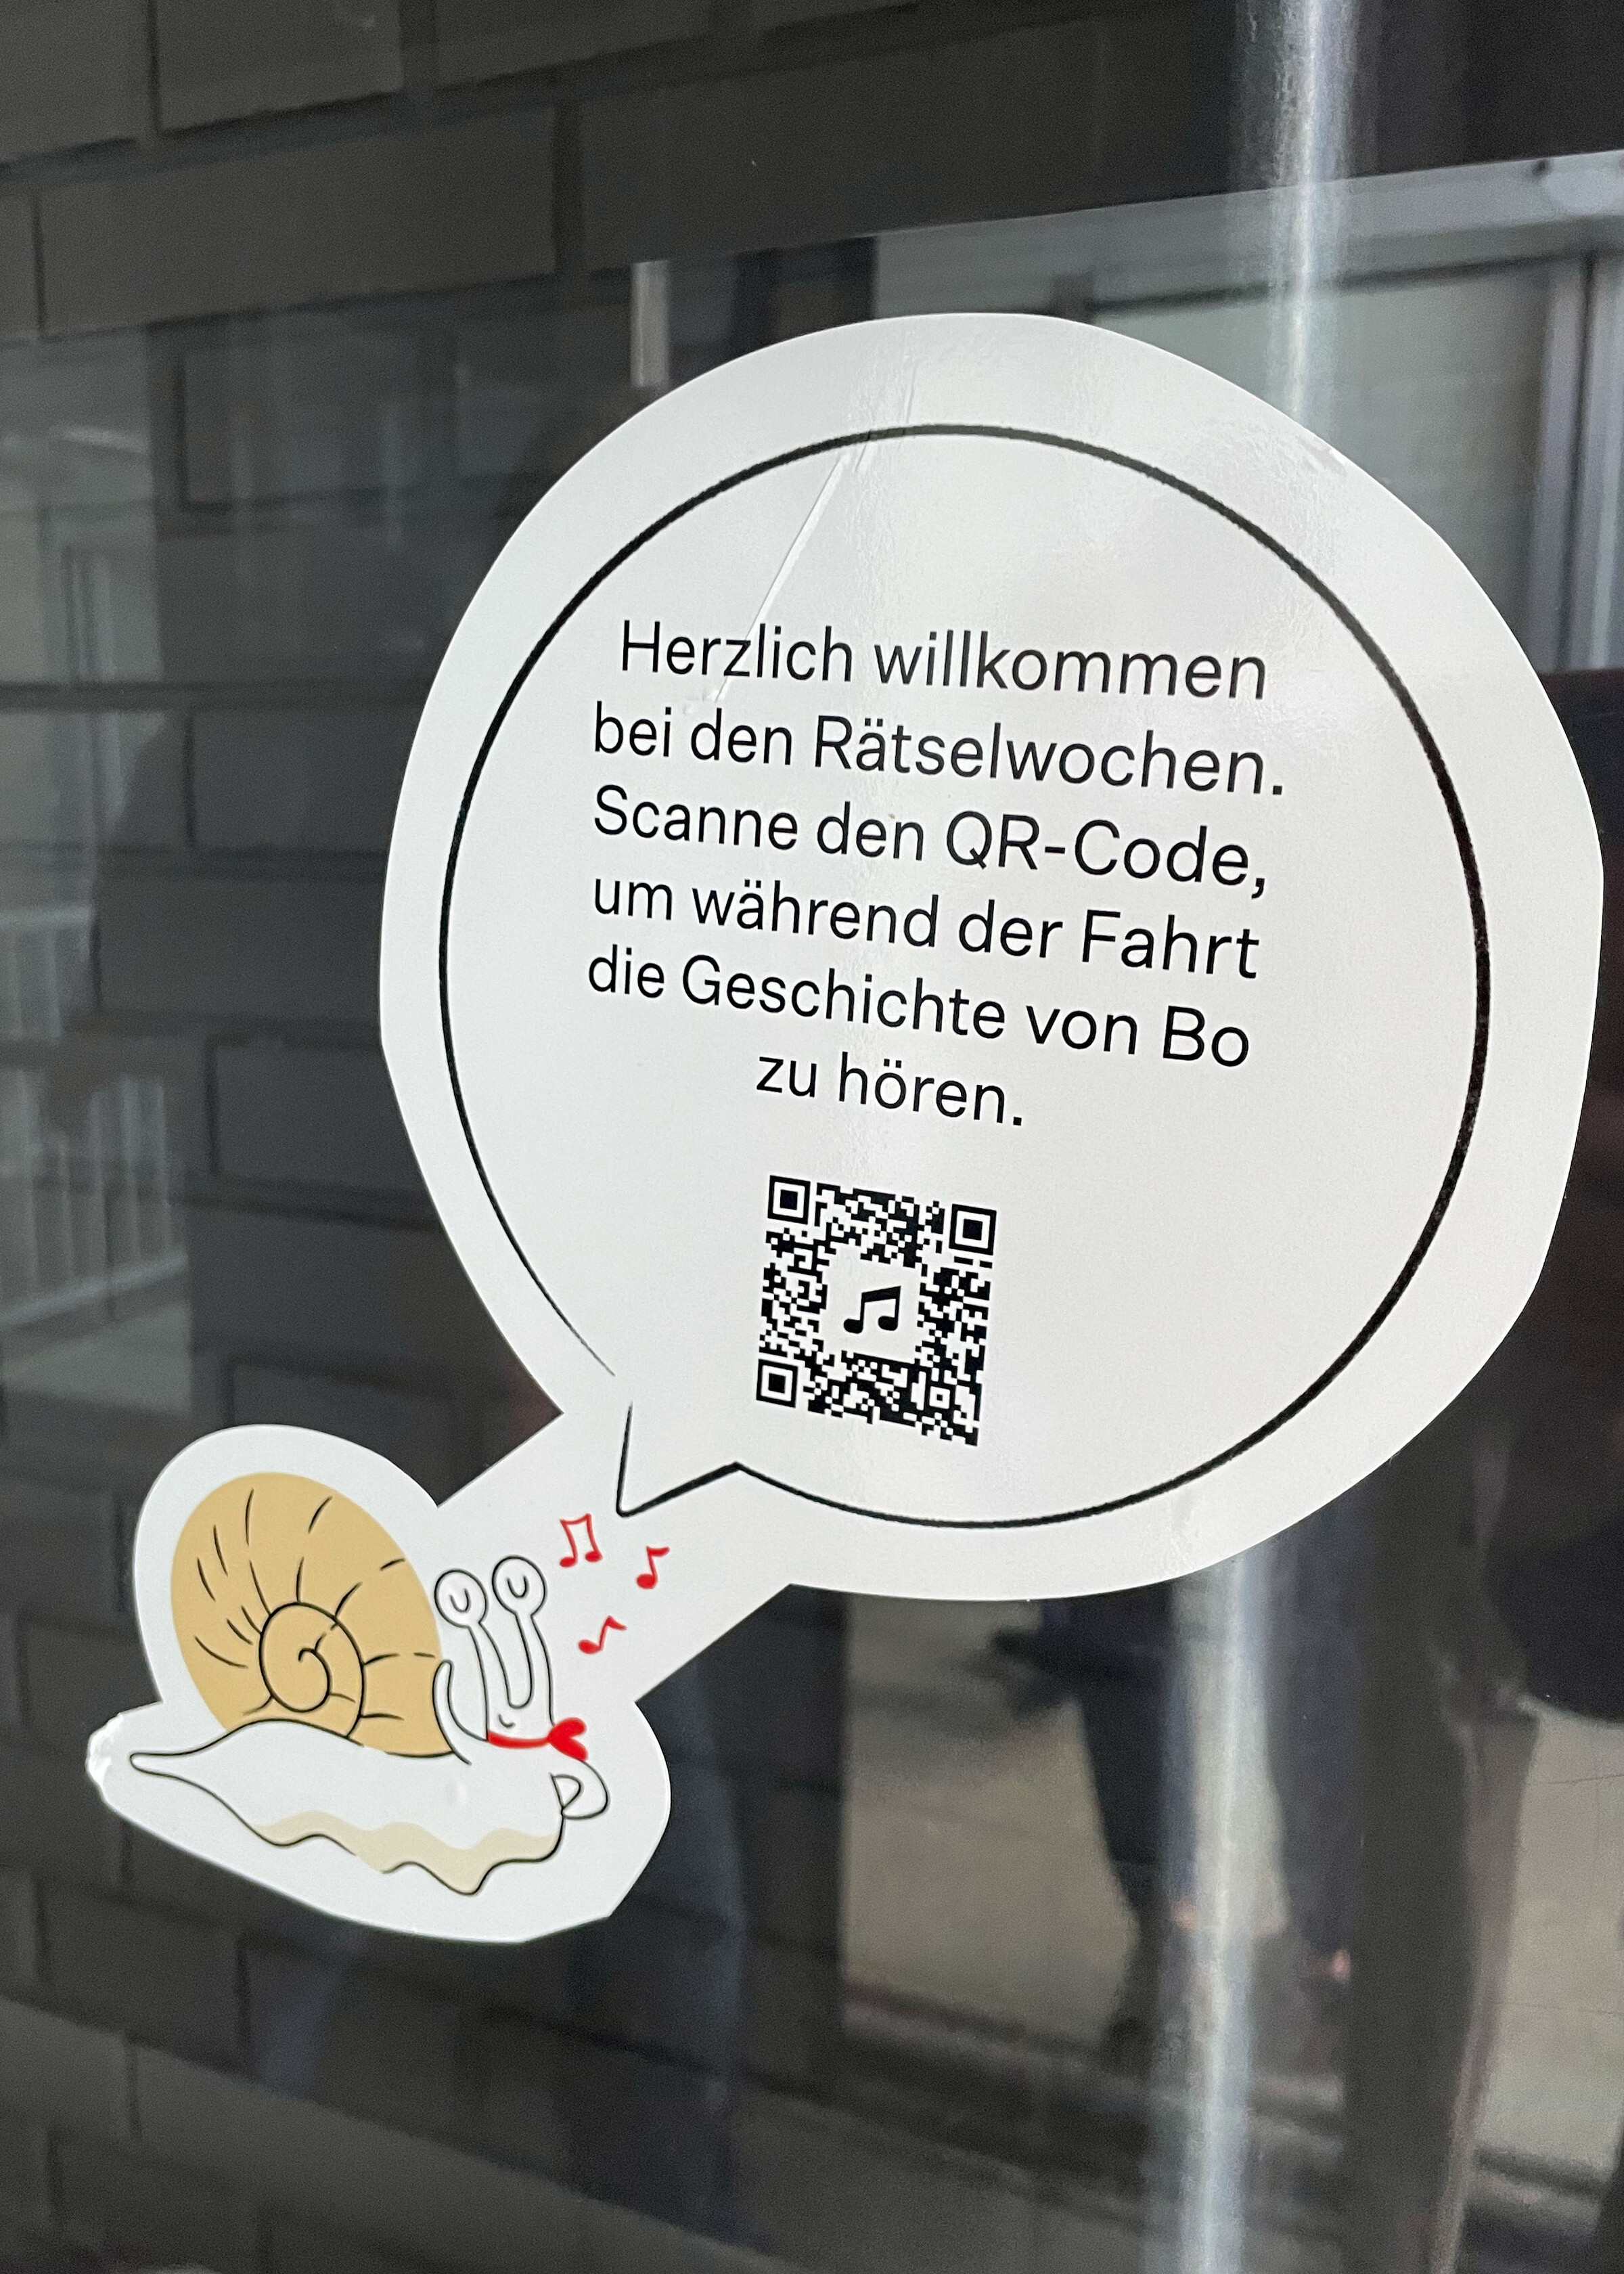 Herzlich willkommen
bei den Rätselwochen.
Scanne den QR-Code,
um während der Fahrt
die Geschichte von Bo
zu hören.